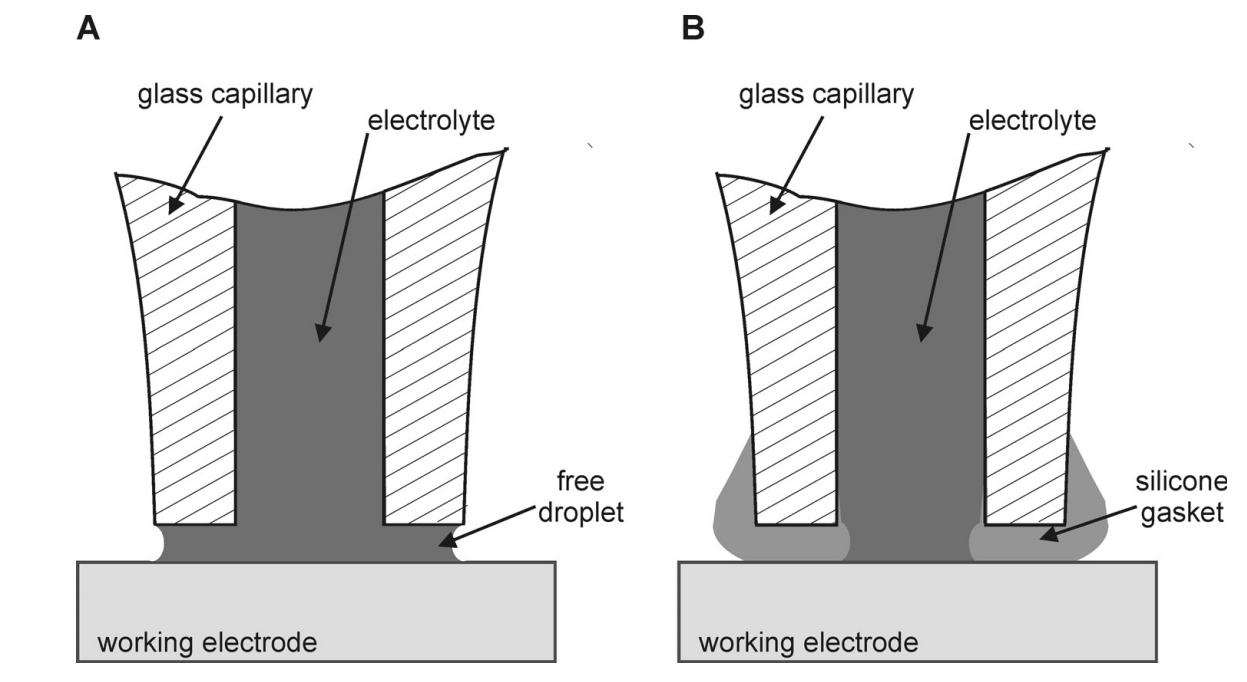 A
glass capillary
electrolyte
free
droplet
working electrode
B
glass capillary
electrolyte
silicone
gasket
working electrode